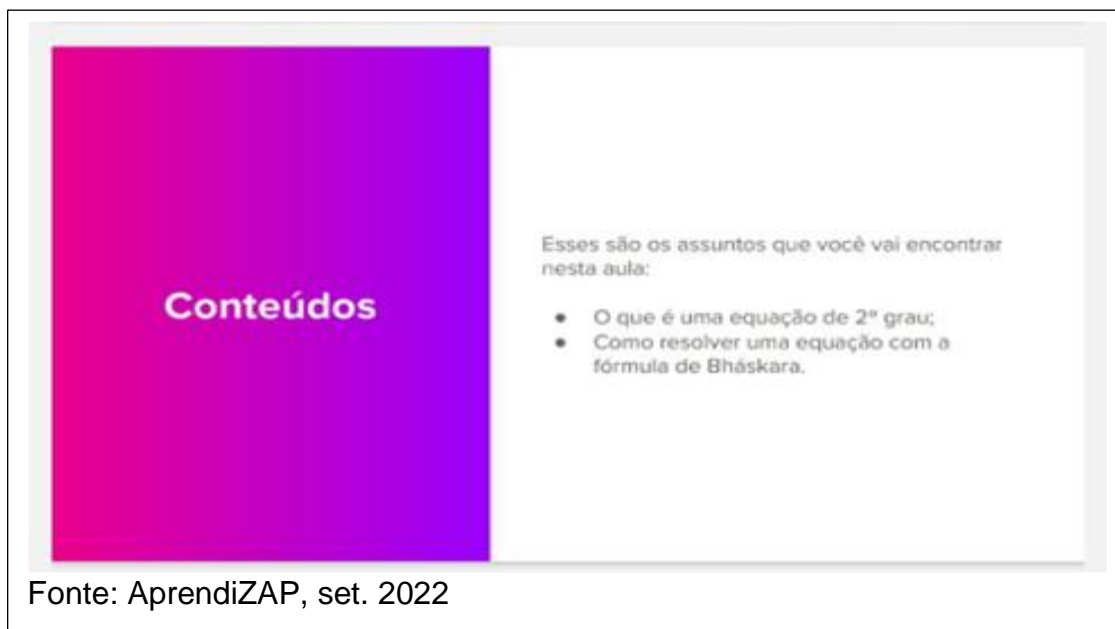 Conteúdos
Esses são os assuntos que você vai encontrar
nesta aula:
● O que é uma equação de 2º grau;
● Como resolver uma equação com a
fórmula de Bháskara.
Fonte: AprendiZAP, set. 2022